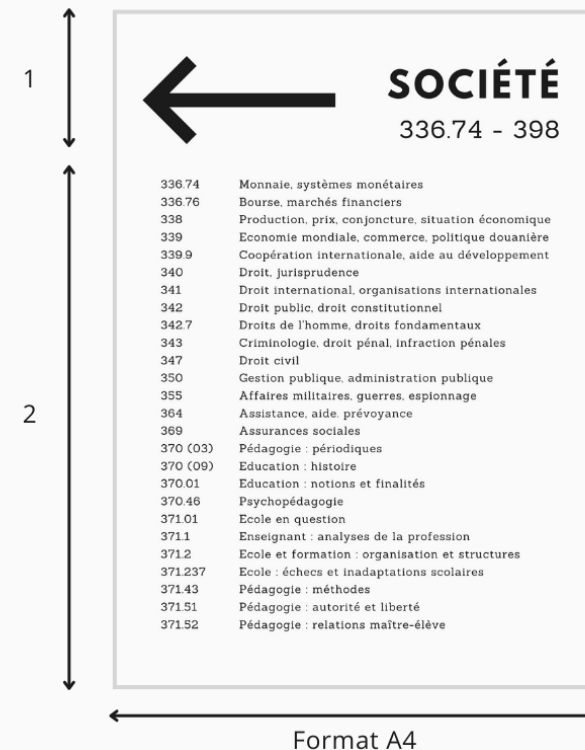 1
SOCIÉTÉ
336.74 - 398
336.74 Monnaie, systèmes monétaires
336.76 Bourse, marchés financiers
338 Production, prix, conjoncture, situation économique
339 Economie mondiale, commerce, politique douanière
339.9 Coopération internationale, aide au développement
340 Droit, jurisprudence
341 Droit international, organisations internationales
342 Droit public, droit constitutionnel
342.7 Droits de l'homme, droits fondamentaux
343 Criminologie, droit pénal, infraction pénales
347 Droit civil
350 Gestion publique, administration publique
355 Affaires militaires, guerres, espionnage
2
364 Assistance, aide. prévoyance
369 Assurances sociales
370 (03) Pédagogie : périodiques
370 (09) Education : histoire
370.01 Education : notions et finalités
370.46 Psychopédagogie
371.01 Ecole en question
371.1 Enseignant : analyses de la profession
371.2 Ecole et formation : organisation et structures
371.237 Ecole : échecs et inadaptations scolaires
371.43 Pédagogie : méthodes
371.51 Pédagogie : autorité et liberté
371.52 Pédagogie : relations maître-élève
Format A4